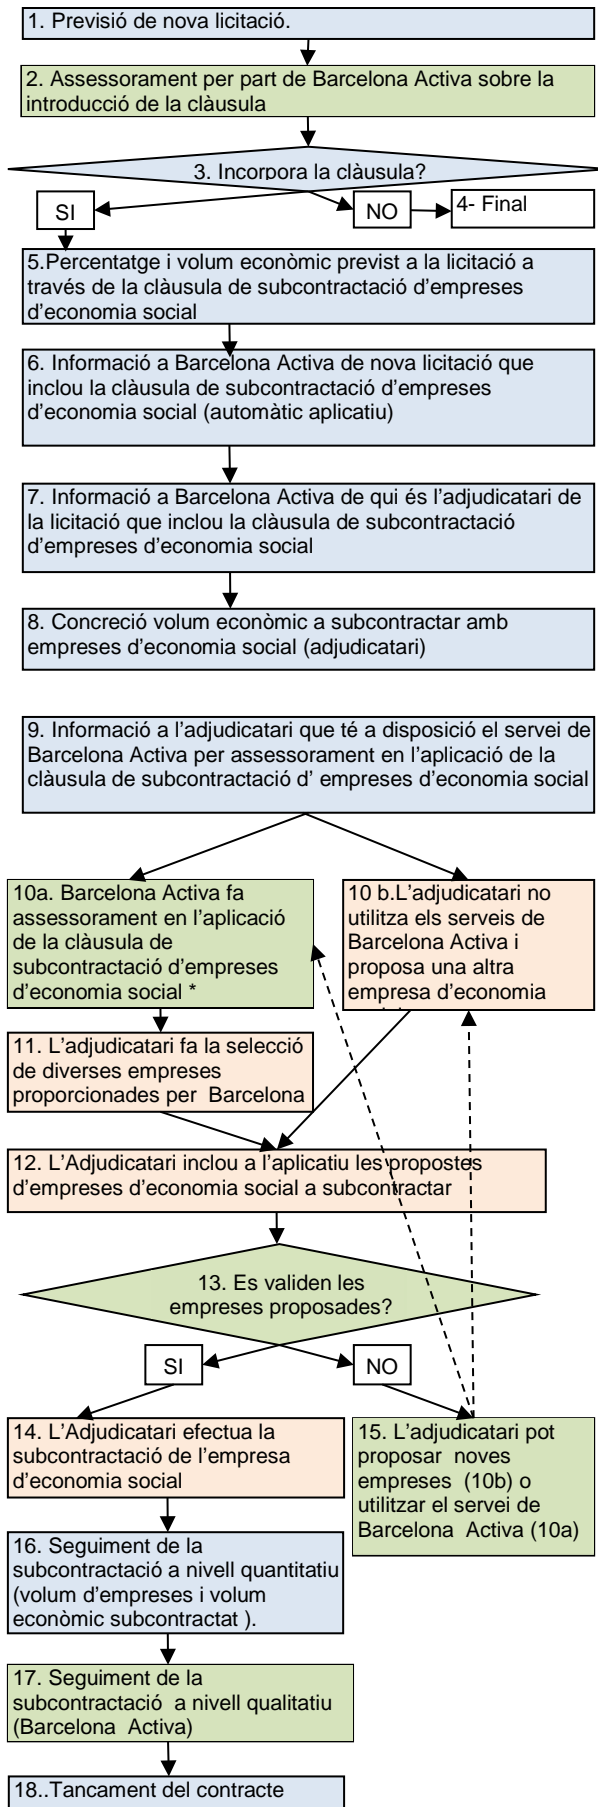 1. Previsió de nova licitació.
2. Assessorament per part de Barcelona Activa sobre la
introducció de la clàusula
3. Incorpora la clàusula?
SI
NO
4- Final
5.Percentatge i volum econòmic previst a la licitació a
través de la clàusula de subcontractació d’empreses
d’economia social
6. Informació a Barcelona Activa de nova licitació que
inclou la clàusula de subcontractació d’empreses
d’economia social (automàtic aplicatiu)
7. Informació a Barcelona Activa de qui és l’adjudicatari de
la licitació que inclou la clàusula de subcontractació
d’empreses d’economia social
8. Concreció volum econòmic a subcontractar amb
empreses d’economia social (adjudicatari)
9. Informació a l’adjudicatari que té a disposició el servei de
Barcelona Activa per assessorament en l’aplicació de la
clàusula de subcontractació d’ empreses d’economia social
10a. Barcelona Activa fa
assessorament en l’aplicació
de la clàusula de
subcontractació d’empreses
d’economia social *
10 b.L’adjudicatari no
utilitza els serveis de
Barcelona Activa i
proposa una altra
empresa d’economia
11. L’adjudicatari fa la selecció
de diverses empreses
proporcionades per Barcelona
12. L’Adjudicatari inclou a l’aplicatiu les propostes
d’empreses d’economia social a subcontractar
13. Es validen les
empreses proposades?
SI
NO
14. L’Adjudicatari efectua la
subcontractació de l’empresa
d’economia social
15. L’adjudicatari pot
proposar noves
empreses (10b) o
utilitzar el servei de
Barcelona Activa (10a)
16. Seguiment de la
subcontractació a nivell quantitatiu
(volum d’empreses i volum
econòmic subcontractat ).
17. Seguiment de la
subcontractació a nivell qualitatiu
(Barcelona Activa)
18..Tancament del contracte